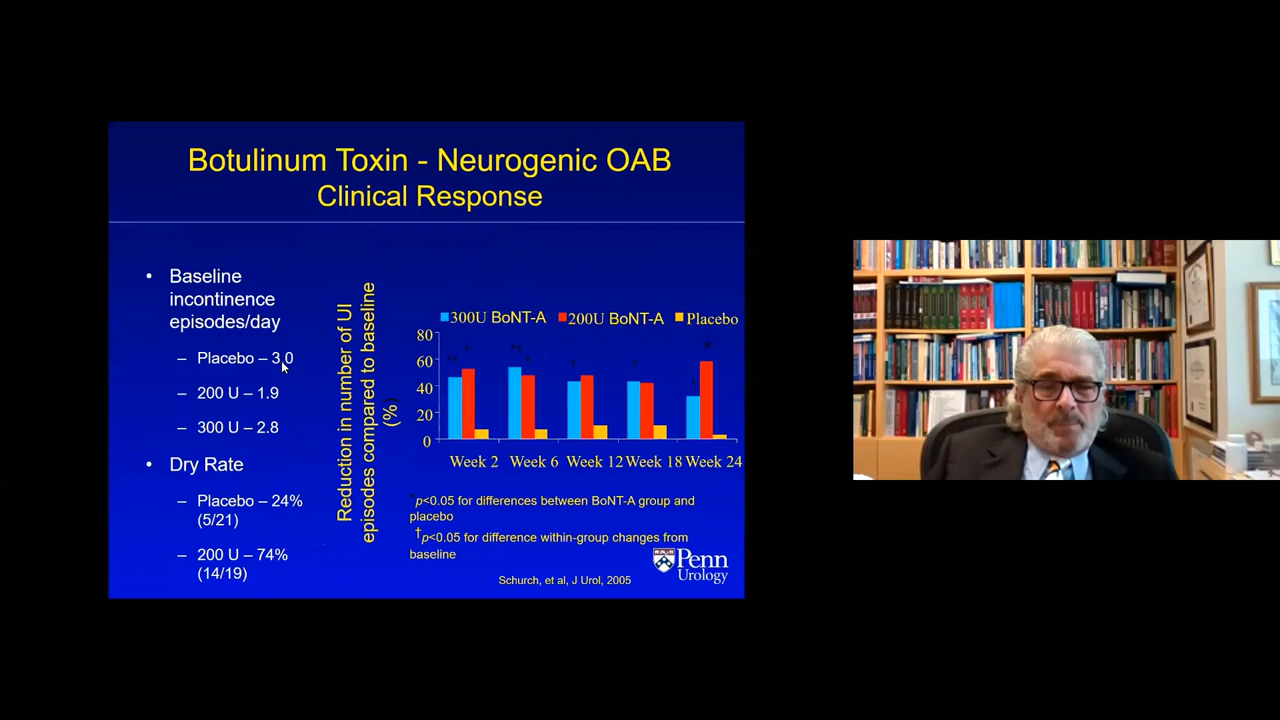 Botulinum Toxin - Neurogenic OAB
Clinical Response
• Baseline
incontinence
episodes/day
– Placebo – 3.0
– 200 U – 1.9
– 300 U – 2.8
• Dry Rate
– Placebo – 24%
(5/21)
– 200 U – 74%
(14/19)
Reduction in number of UI
episodes compared to baseline
(%)
300U BoNT-A 200U BoNT-A Placebo
80
60
40
20
0
Week 2 Week 6 Week 12 Week 18 Week 24
*p<0.05 for differences between BoNT-A group and
placebo
†p<0.05 for difference within-group changes from
baseline
Schurch, et al, J Urol, 2005
Penn
Urology